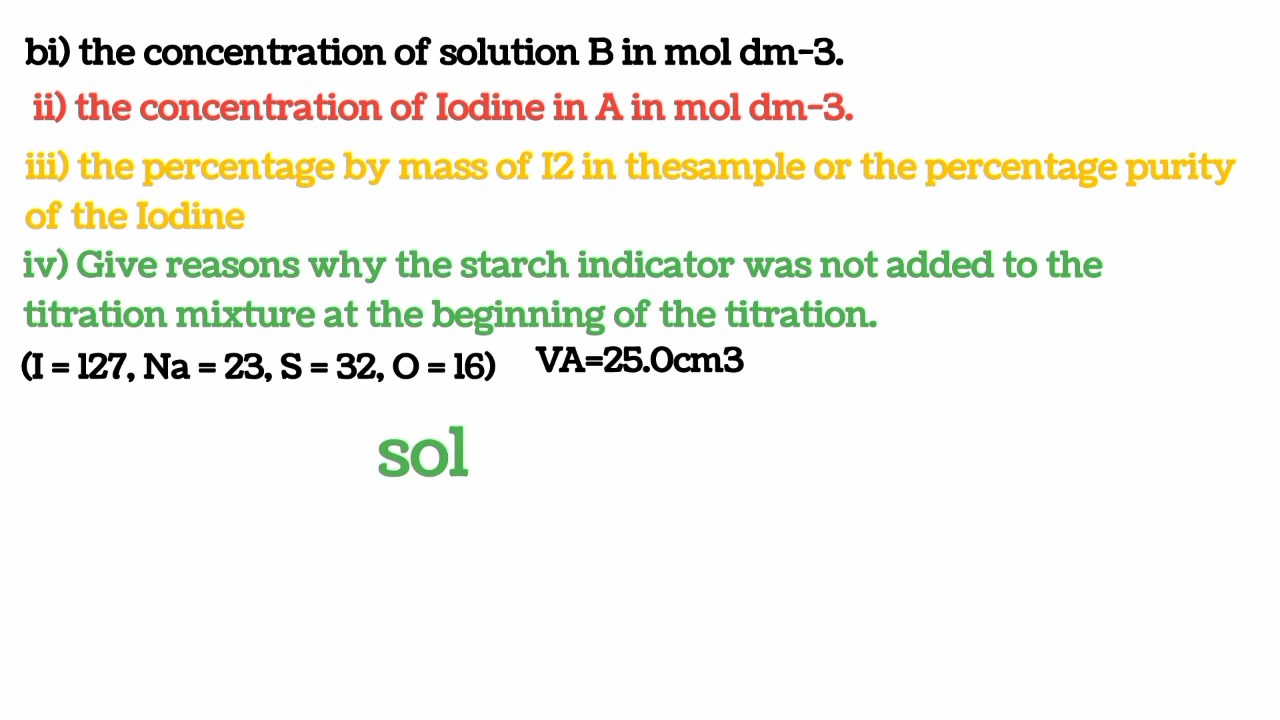 bi) the concentration of solution B in mol dm-3.
ii) the concentration of Iodine in A in mol dm-3.
iii) the percentage by mass of I2 in thesample or the percentage purity
of the Iodine
iv) Give reasons why the starch indicator was not added to the
titration mixture at the beginning of the titration.
(I = 127, Na = 23, S = 32, O = 16) VA=25.0cm3
sol